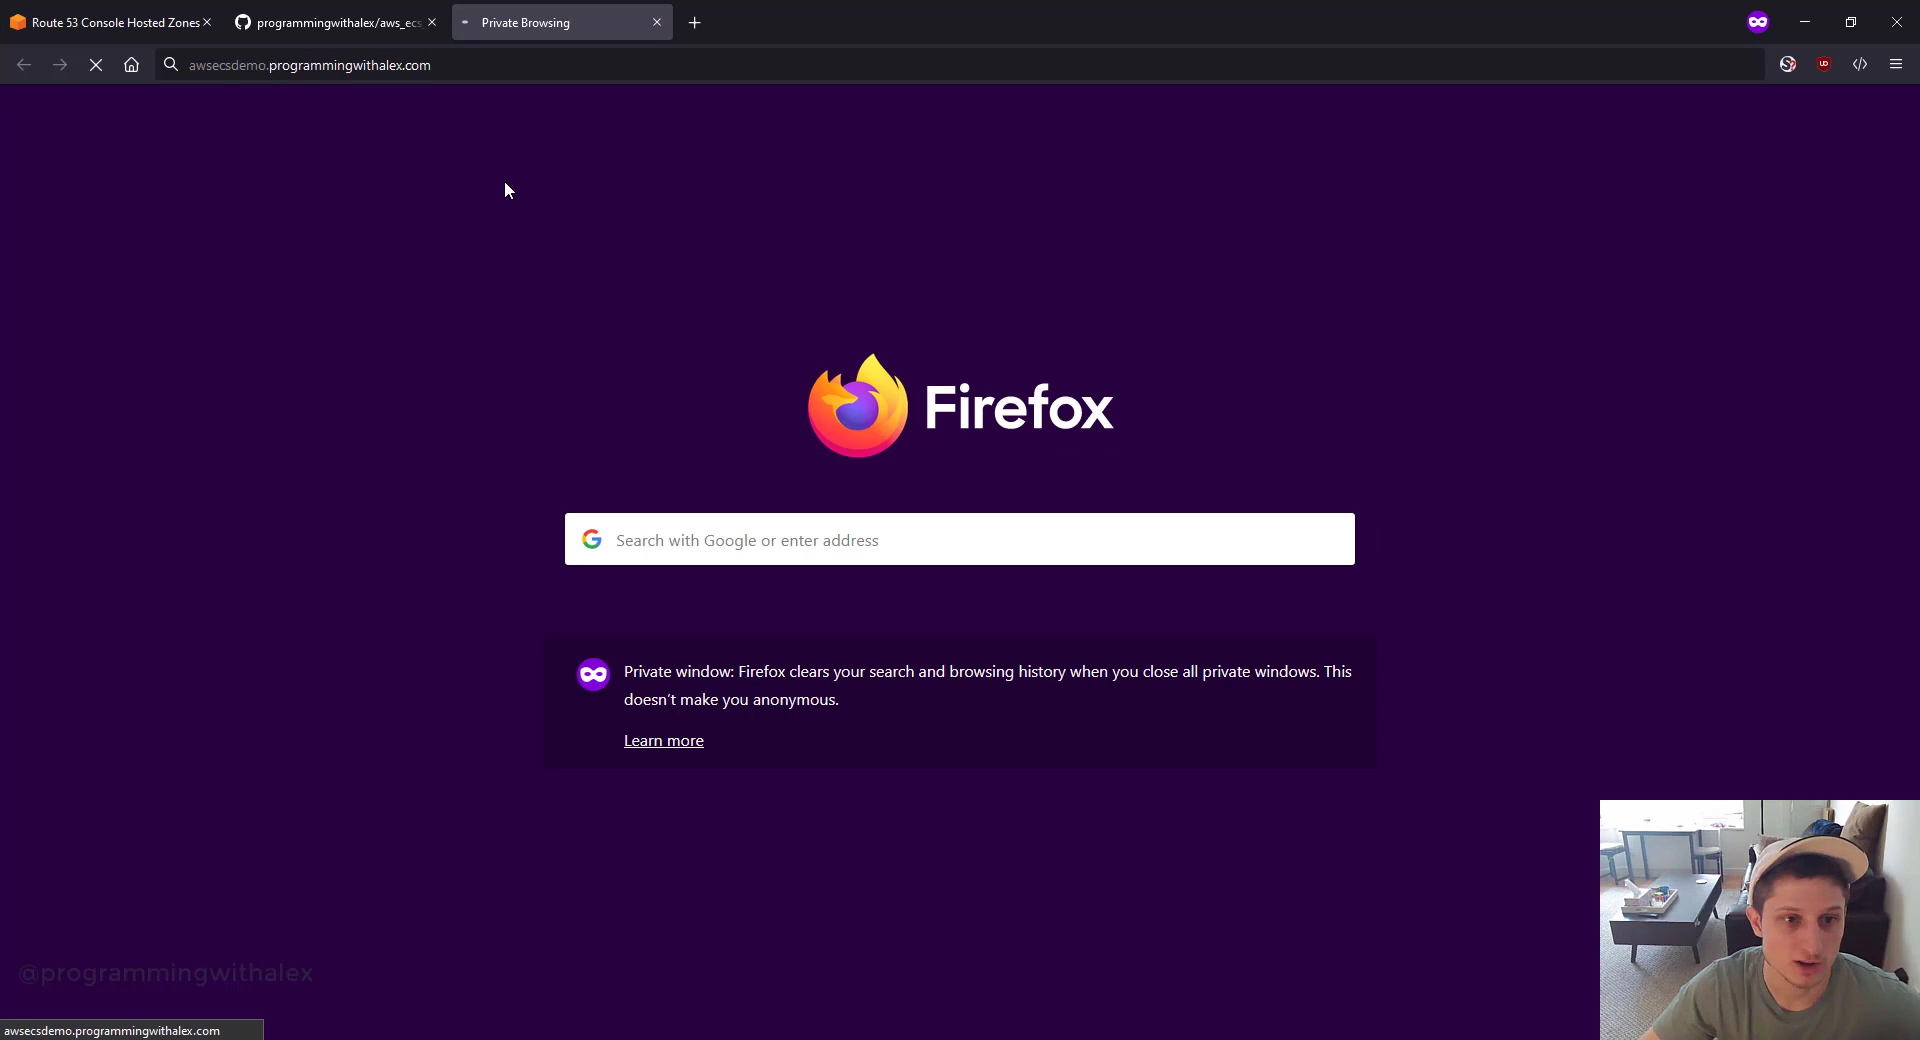 Route 53 Console Hosted Zones
programmingwithalex/aws_ecs
Private Browsing
awsecsdemo.programmingwithalex.com
Firefox
Search with Google or enter address
Private window: Firefox clears your search and browsing history when you close all private windows. This
doesn't make you anonymous.
Learn more
@programmingwithalex
awsecsdemo.programmingwithalex.com